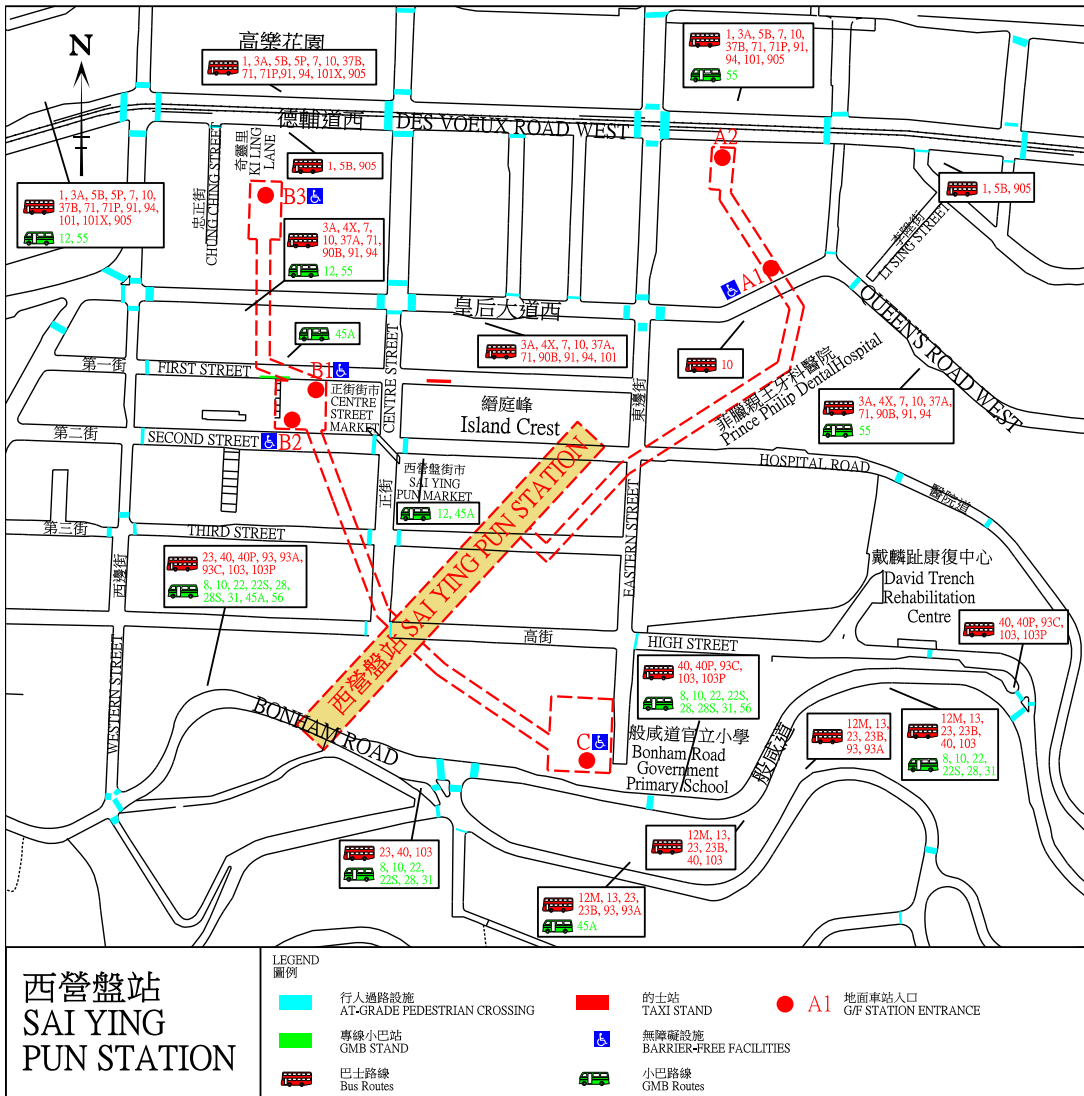 N
高樂花園
1, 3A, 5B, 5P, 7, 10, 37B,
71, 71P,91, 94, 101X, 905
1, 3A, 5B, 7, 10,
37B, 71, 71P, 91,
94, 101, 905
55
德輔道西 DES VOEUX ROAD WEST
奇靈里
KI LING
LANE
1, 5B, 905
忠正街
CHUNG CHING STREET
1, 3A, 5B, 5P, 7, 10,
37B, 71, 71P, 91, 94,
101, 101X, 905
12, 55
A2
1, 5B, 905
李陞街
LI SING STREET
B3
3A, 4X, 7,
10, 37A, 71,
90B, 91, 94
12, 55
A1
皇后大道西
QUEEN'S ROAD WEST
45A
3A, 4X, 7, 10, 37A,
71, 90B, 91, 94, 101
10
第一街
FIRST STREET
B1
正街街市
CENTRE
STREET
MARKET
CENTRE STREET
正街
繒庭峰
Island Crest
東邊街
EASTERN STREET
菲臘親王牙科醫院
Prince Philip DentalHospital
3A, 4X, 7, 10, 37A,
71, 90B, 91, 94
55
第二街
SECOND STREET
B2
西營盤街市
SAI YING
PUN MARKET
12, 45A
HOSPITAL ROAD
醫院道
第三街
THIRD STREET
西邊街
WESTERN STREET
23, 40, 40P, 93, 93A,
93C, 103, 103P
8, 10, 22, 22S, 28,
28S, 31, 45A, 56
西營盤站 SAI YING PUN STATION
戴麟趾康復中心
David Trench
Rehabilitation
Centre
40, 40P, 93C,
103, 103P
高街
HIGH STREET
40, 40P, 93C,
103, 103P
8, 10, 22, 22S,
28, 28S, 31, 56
BONHAM ROAD
般咸道
C
般咸道官立小學
Bonham Road
Government
Primary School
12M, 13,
23, 23B,
93, 93A
12M, 13,
23, 23B,
40, 103
8, 10, 22,
22S, 28, 31
23, 40, 103
8, 10, 22,
22S, 28, 31
12M, 13,
23, 23B,
40, 103
12M, 13, 23,
23B, 93, 93A
45A
西營盤站
SAI YING
PUN STATION
LEGEND
圖例
行人過路設施
AT-GRADE PEDESTRIAN CROSSING
的士站
TAXI STAND
A1
地面車站入口
G/F STATION ENTRANCE
專線小巴站
GMB STAND
無障礙設施
BARRIER-FREE FACILITIES
巴士路線
Bus Routes
小巴路線
GMB Routes